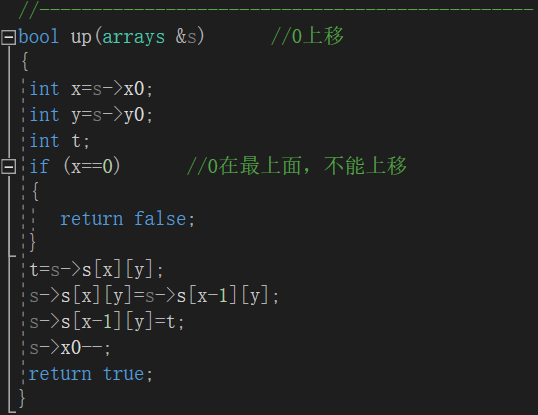 //--------------------------------------------
bool up(arrays &s)      //0上移
{
int x=s->x0;
int y=s->y0;
int t;
if (x==0)      //0在最上面，不能上移
{
return false;
}
t=s->s[x][y];
s->s[x][y]=s->s[x-1][y];
s->s[x-1][y]=t;
s->x0--;
return true;
}